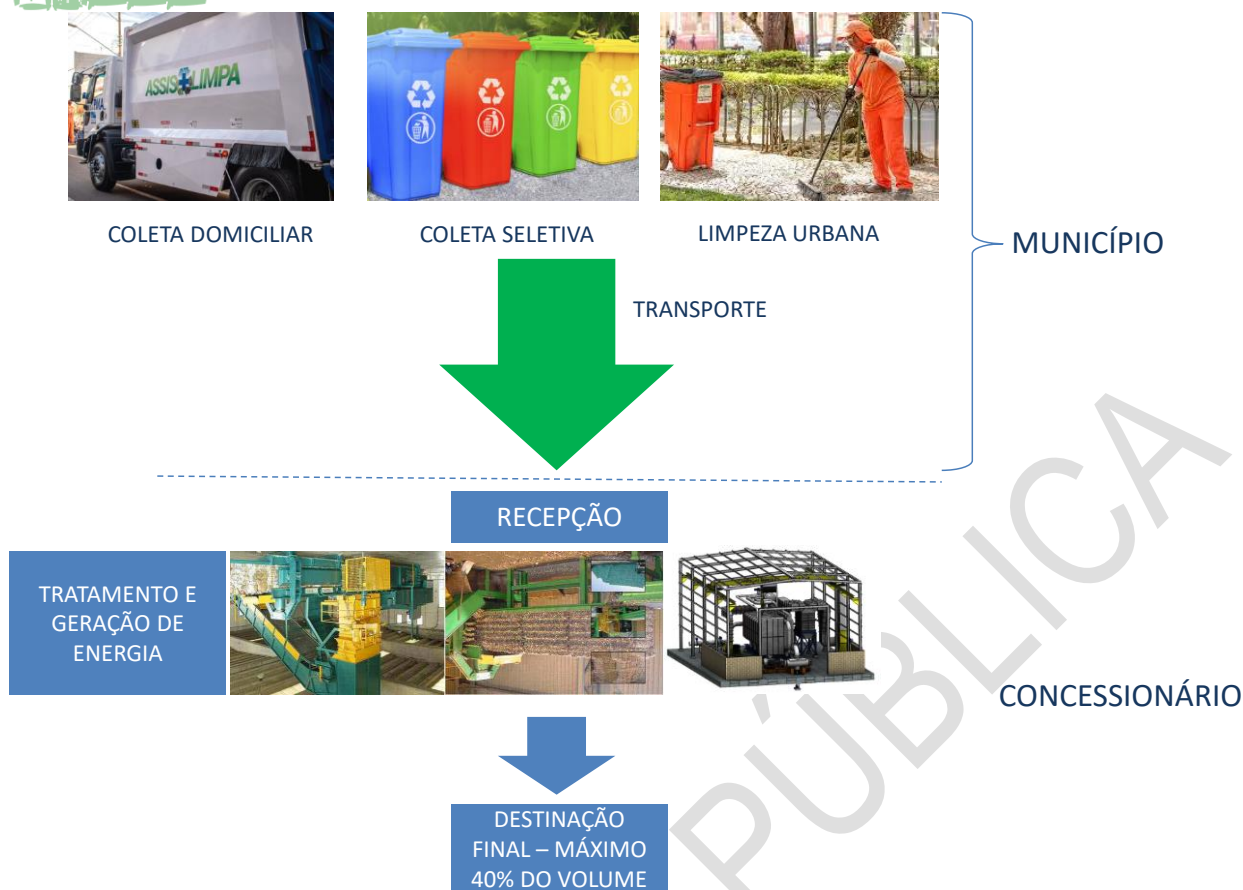 ASSIS LIMPA
COLETA DOMICILIAR
COLETA SELETIVA
LIMPEZA URBANA
MUNICÍPIO
TRANSPORTE
RECEPÇÃO
TRATAMENTO E
GERAÇÃO DE
ENERGIA
CONCESSIONÁRIO
DESTINAÇÃO
FINAL – MÁXIMO
40% DO VOLUME
PÚBLICA